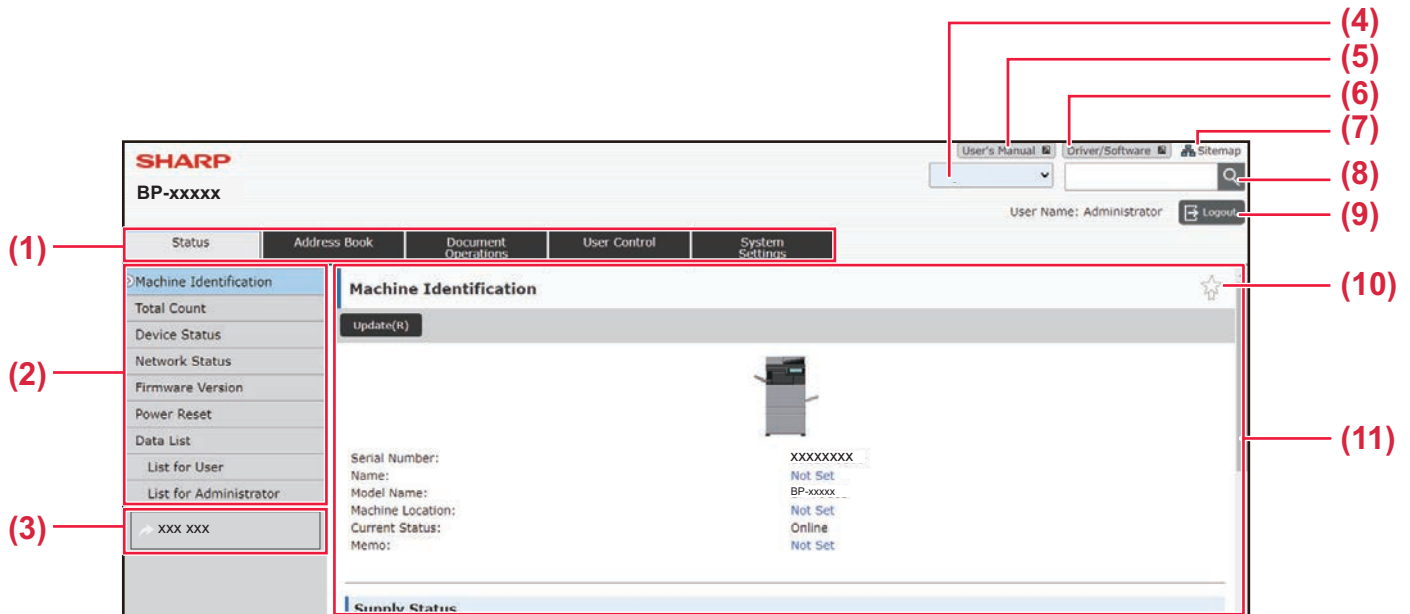 (4)
(5)
(6)
(7)
User's Manual Driver/Software Sitemap
SHARP
(8)
BP-xxxxx
User Name: Administrator Logout
(9)
(1)
Status Address Book Document Operations User Control System Settings
Machine Identification
Machine Identification
(10)
Total Count
Update(R)
Device Status
(2)
Network Status
Firmware Version
Power Reset
Data List
(11)
List for User
List for Administrator
Serial Number: XXXXXXXX
Name: Not Set
Model Name: BP-xxxxx
Machine Location: Not Set
Current Status: Online
Memo: Not Set
(3)
xxx xxx
Supply Status